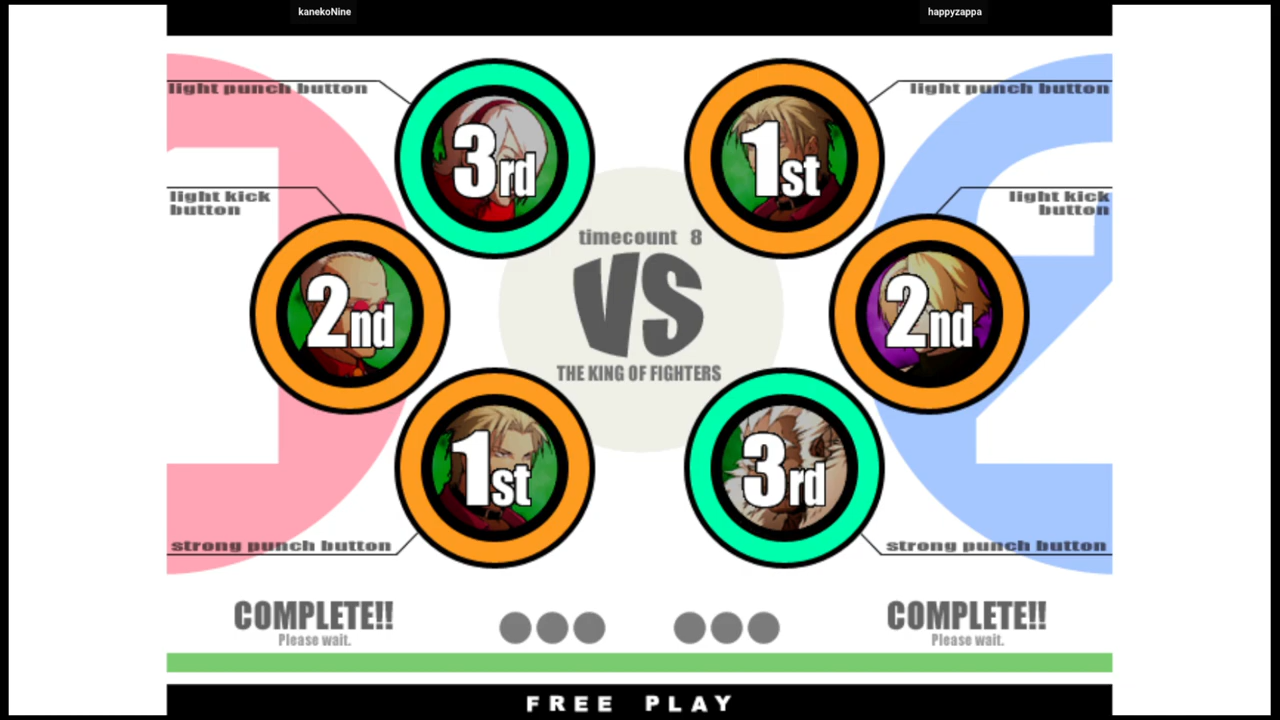 kanekoNine
happyzappa
light punch button
light punch button
3rd
1st
light kick
button
light kick
button
timecount 8
VS
THE KING OF FIGHTERS
2nd
2nd
1st
3rd
strong punch button
strong punch button
COMPLETE!!
Please wait.
COMPLETE!!
Please wait.
FREE PLAY